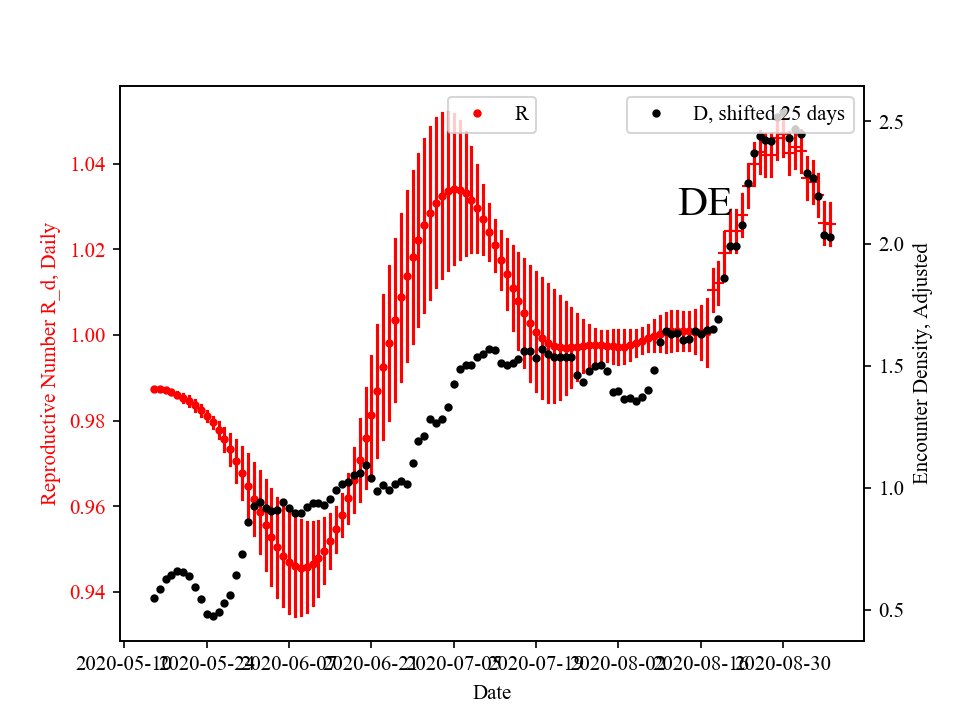 R
D, shifted 25 days
DE
Reproductive Number R_d, Daily
1.04
1.02
1.00
0.98
0.96
0.94
2.5
2.0
1.5
1.0
0.5
Encounter Density, Adjusted
2020-05-10 2020-05-24 2020-06-07 2020-06-21 2020-07-05 2020-07-19 2020-08-02 2020-08-16 2020-08-30
Date